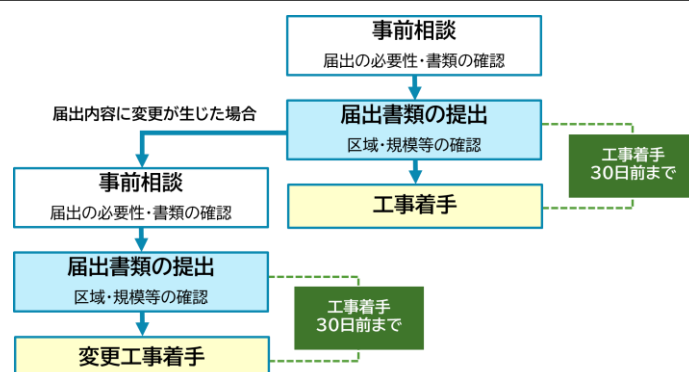 事前相談
届出の必要性・書類の確認
届出書類の提出
区域・規模等の確認
工事着手
30日前まで
工事着手
届出内容に変更が生じた場合
事前相談
届出の必要性・書類の確認
届出書類の提出
区域・規模等の確認
工事着手
30日前まで
変更工事着手